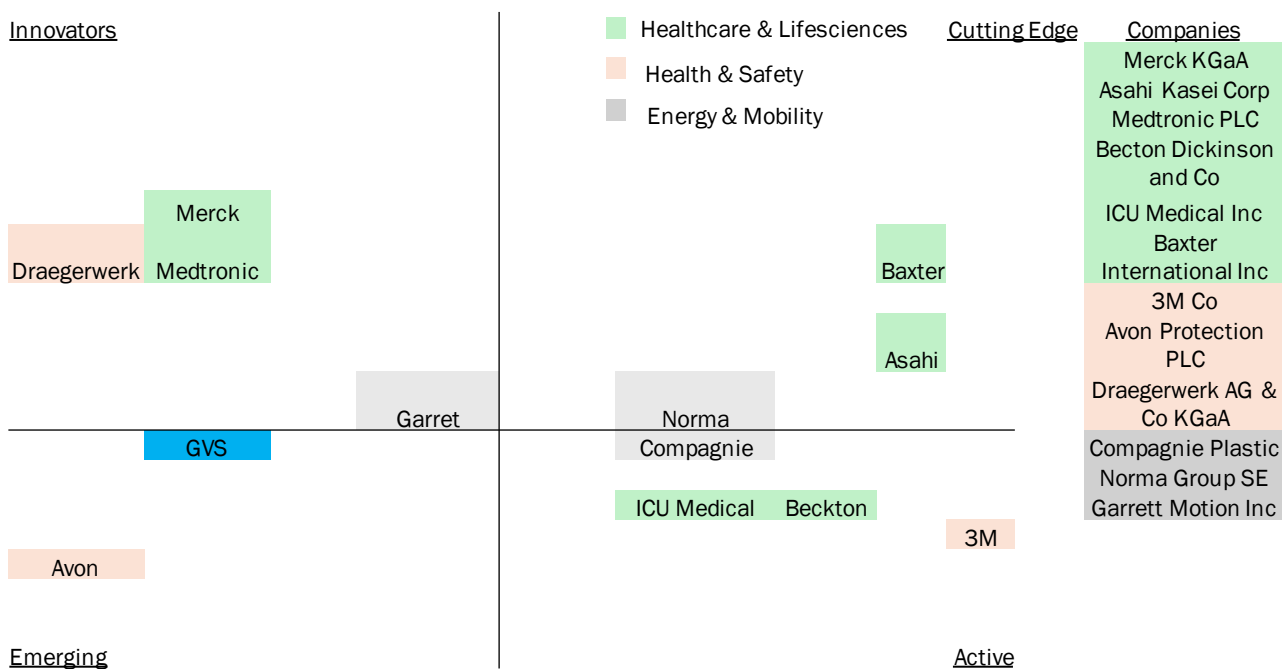 Innovators
Healthcare & Lifesciences
Health & Safety
Energy & Mobility
Cutting Edge
Companies
Merck KGaA
Asahi Kasei Corp
Medtronic PLC
Becton Dickinson
and Co
ICU Medical Inc
Baxter
International Inc
3M Co
Avon Protection
PLC
Draegerwerk AG &
Co KGaA
Compagnie Plastic
Norma Group SE
Garrett Motion Inc
Merck
Draegerwerk
Medtronic
Baxter
Asahi
Garret
Norma
GVS
Compagnie
ICU Medical
Beckton
3M
Avon
Emerging
Active